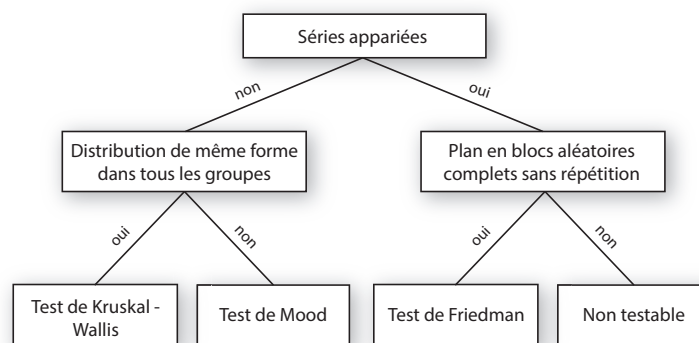 Séries appariées
non
oui
Distribution de même forme
dans tous les groupes
Plan en blocs aléatoires
complets sans répétition
oui
non
oui
non
Test de Kruskal -
Wallis
Test de Mood
Test de Friedman
Non testable